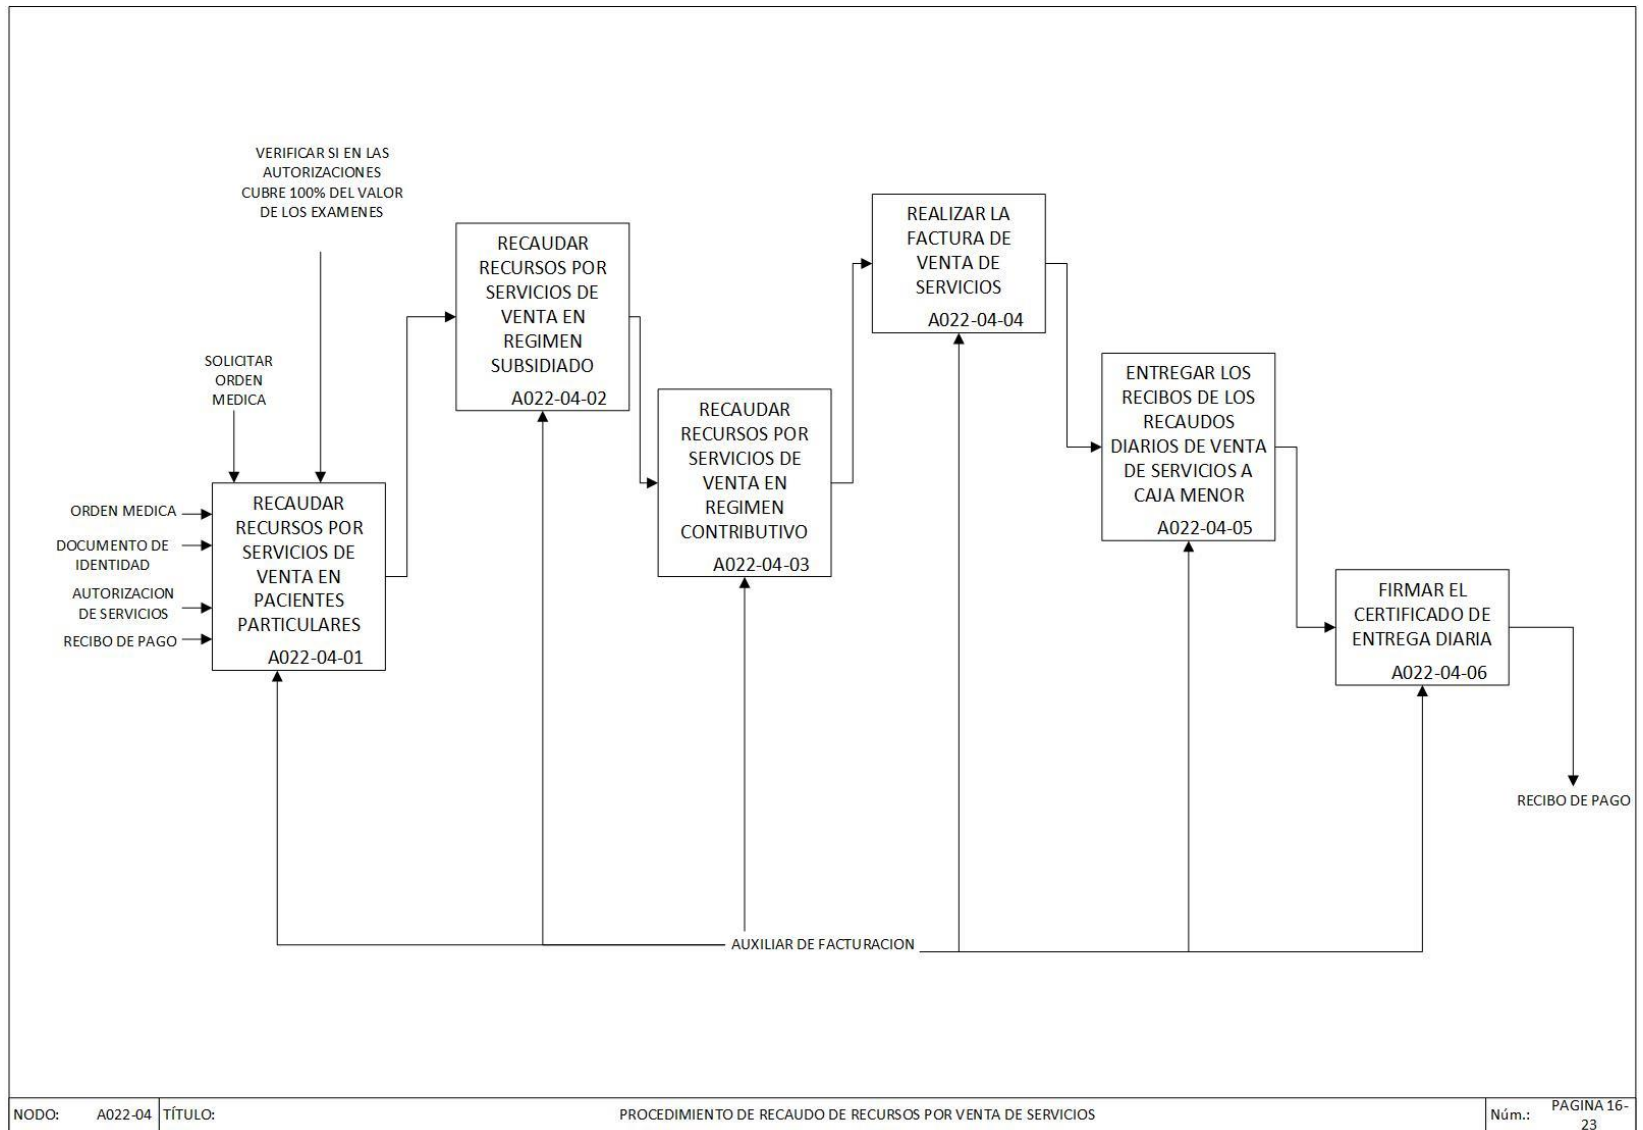 VERIFICAR SI EN LAS
AUTORIZACIONES
CUBRE 100% DEL VALOR
DE LOS EXAMENES
SOLICITAR
ORDEN
MEDICA
ORDEN MEDICA
DOCUMENTO DE
IDENTIDAD
AUTORIZACION
DE SERVICIOS
RECIBO DE PAGO
RECAUDAR
RECURSOS POR
SERVICIOS DE
VENTA EN
PACIENTES
PARTICULARES
A022-04-01
RECAUDAR
RECURSOS POR
SERVICIOS DE
VENTA EN
REGIMEN
SUBSIDIADO
A022-04-02
RECAUDAR
RECURSOS POR
SERVICIOS DE
VENTA EN
REGIMEN
CONTRIBUTIVO
A022-04-03
REALIZAR LA
FACTURA DE
VENTA DE
SERVICIOS
A022-04-04
ENTREGAR LOS
RECIBOS DE LOS
RECAUDOS
DIARIOS DE VENTA
DE SERVICIOS A
CAJA MENOR
A022-04-05
FIRMAR EL
CERTIFICADO DE
ENTREGA DIARIA
A022-04-06
RECIBO DE PAGO
AUXILIAR DE FACTURACION
NODO: A022-04
TÍTULO: PROCEDIMIENTO DE RECAUDO DE RECURSOS POR VENTA DE SERVICIOS
Núm.: PAGINA 16-
23